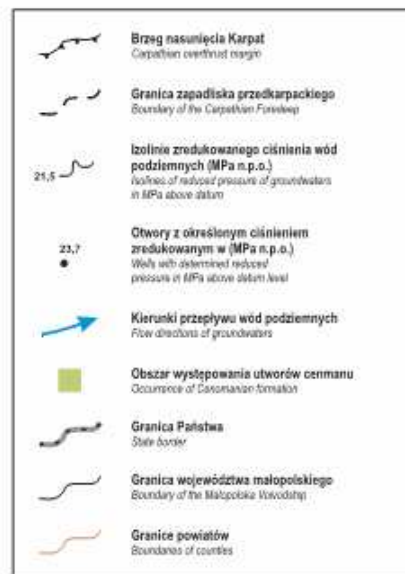 Brzeg nasunięcia Karpat
Carpathian overthrust margin
Granica zapadliska przedkarpackiego
Boundary of the Carpathian Foredeep
Izolinie zredukowanego ciśnienia wód
podziemnych (MPa n.p.o.)
21,5
Isolines of reduced pressure of groundwaters
in MPa above datum
Otwory z określonym ciśnieniem
zredukowanym w (MPa n.p.o.)
23,7
Wells with determined reduced
pressure in MPa above datum level
Kierunki przepływu wód podziemnych
Flow directions of groundwaters
Obszar występowania utworów cenmanu
Occurrence of Cenomanian formation
Granica Państwa
State border
Granica województwa małopolskiego
Boundary of the Małopolska Voivodship
Granice powiatów
Boundaries of counties